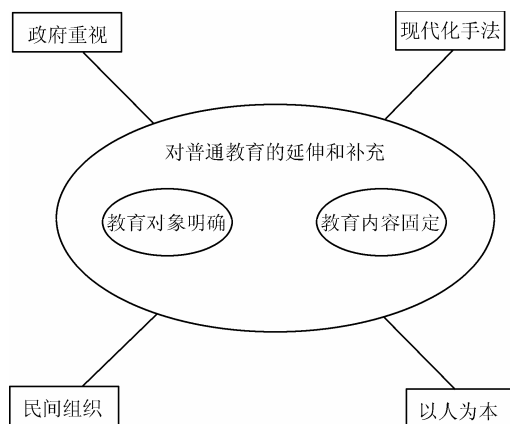 政府重视
现代化手法
对普通教育的延伸和补充
教育对象明确
教育内容固定
民间组织
以人为本